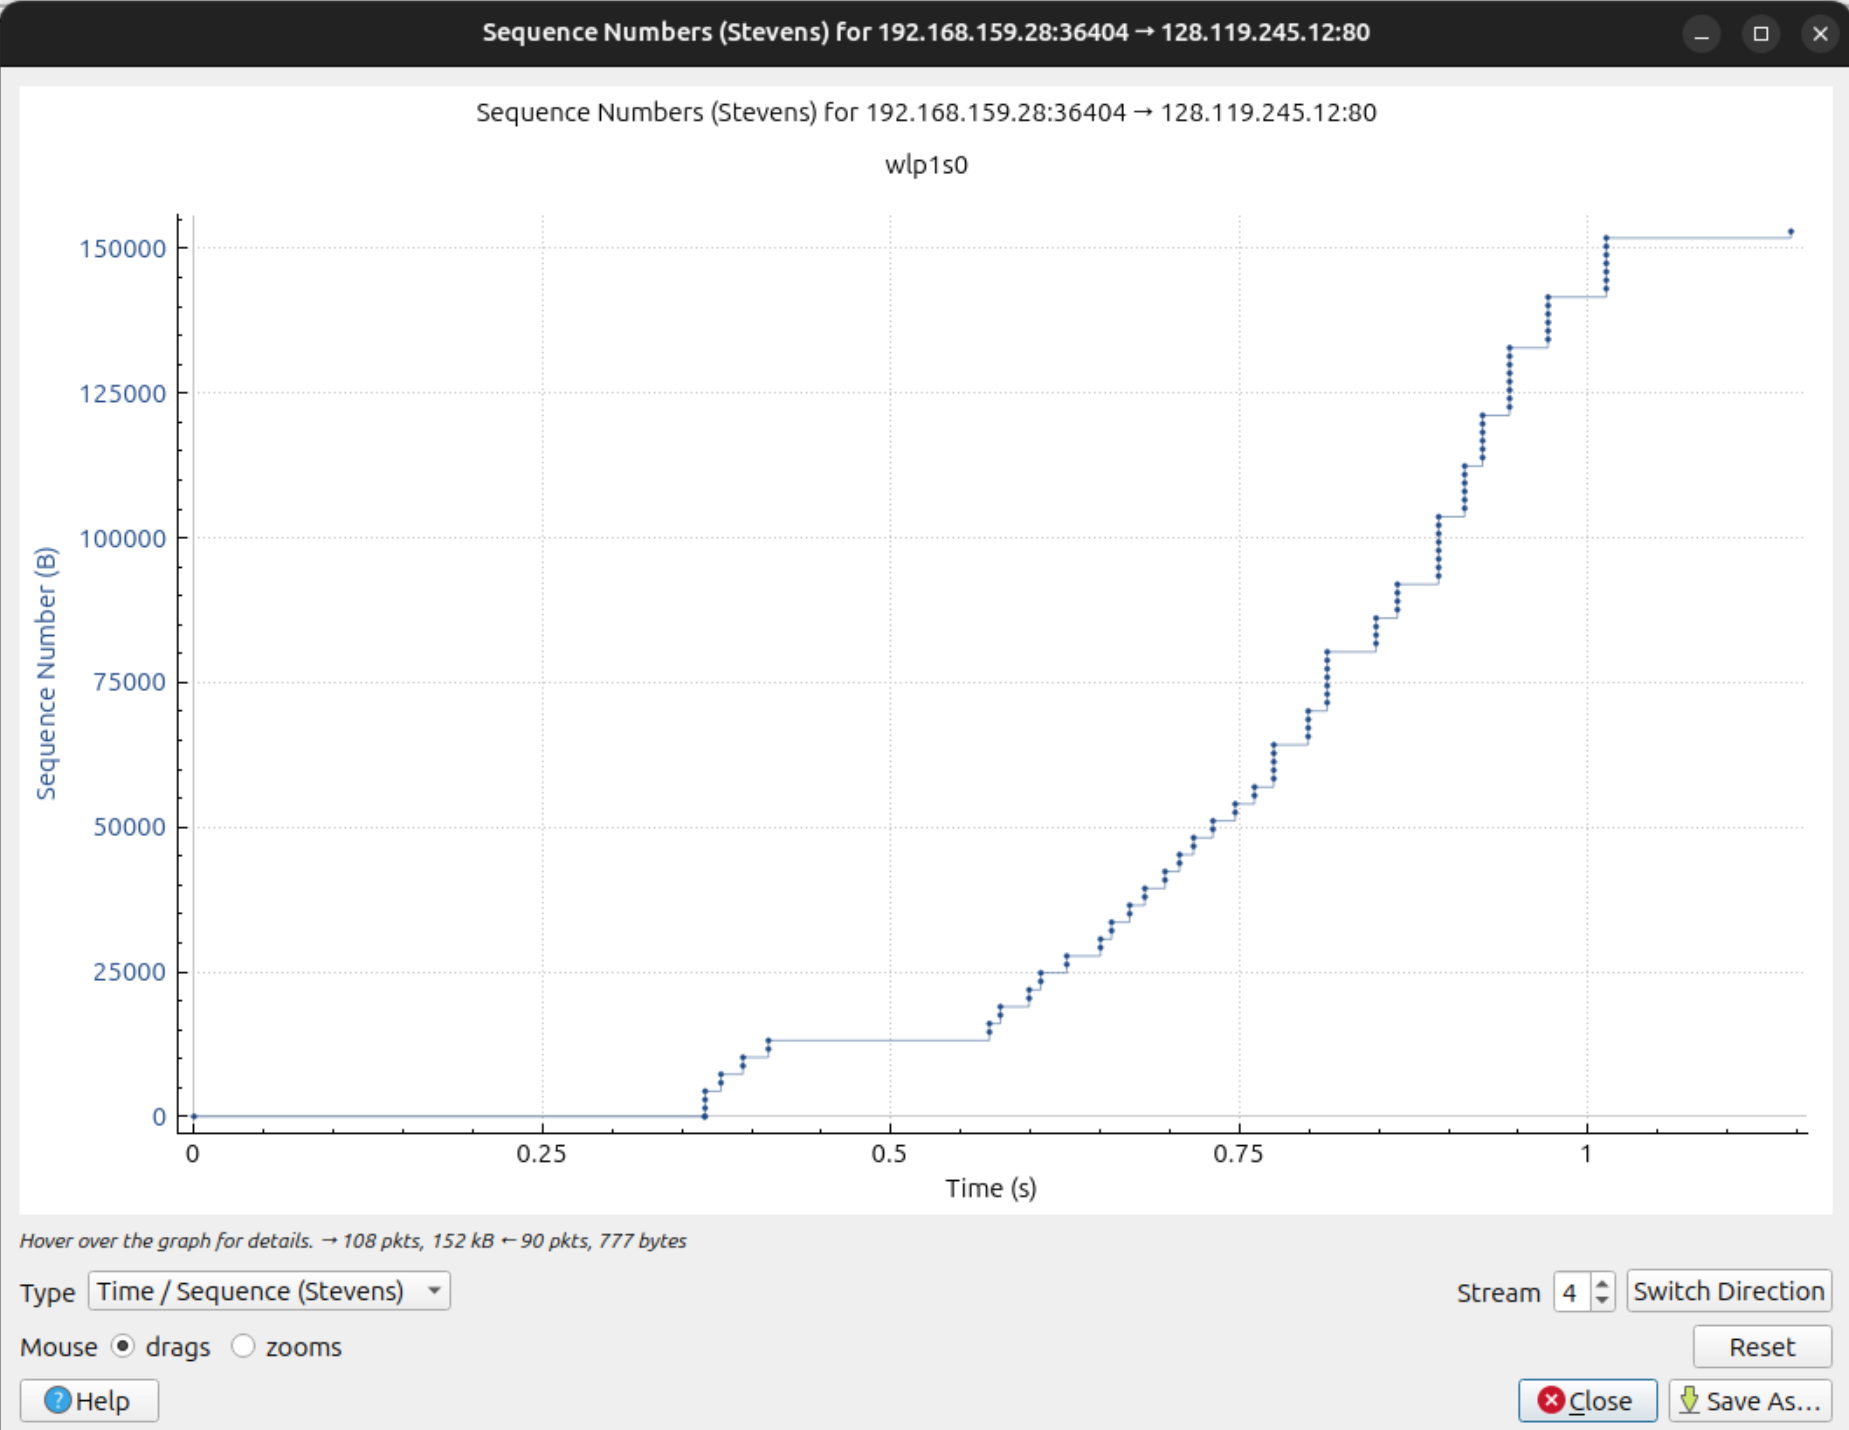 Sequence Numbers (Stevens) for 192.168.159.28:36404 → 128.119.245.12:80
Sequence Numbers (Stevens) for 192.168.159.28:36404 → 128.119.245.12:80
wlp1s0
Sequence Number (B)
150000
125000
100000
75000
50000
25000
0
0 0.25 0.5 0.75 1
Time (s)
Hover over the graph for details. → 108 pkts, 152 kB ← 90 pkts, 777 bytes
Type Time / Sequence (Stevens) Stream 4 Switch Direction
Mouse drags zooms Reset
Help Close Save As…